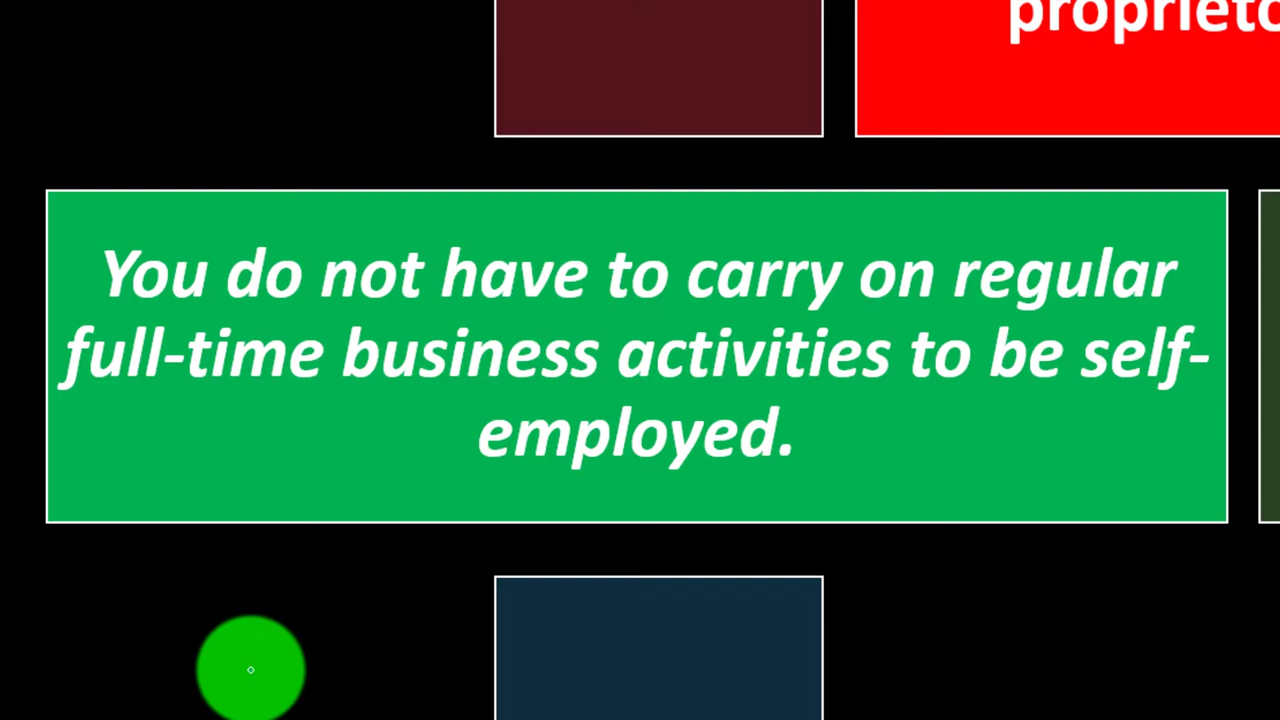 You do not have to carry on regular
full-time business activities to be self-
employed.